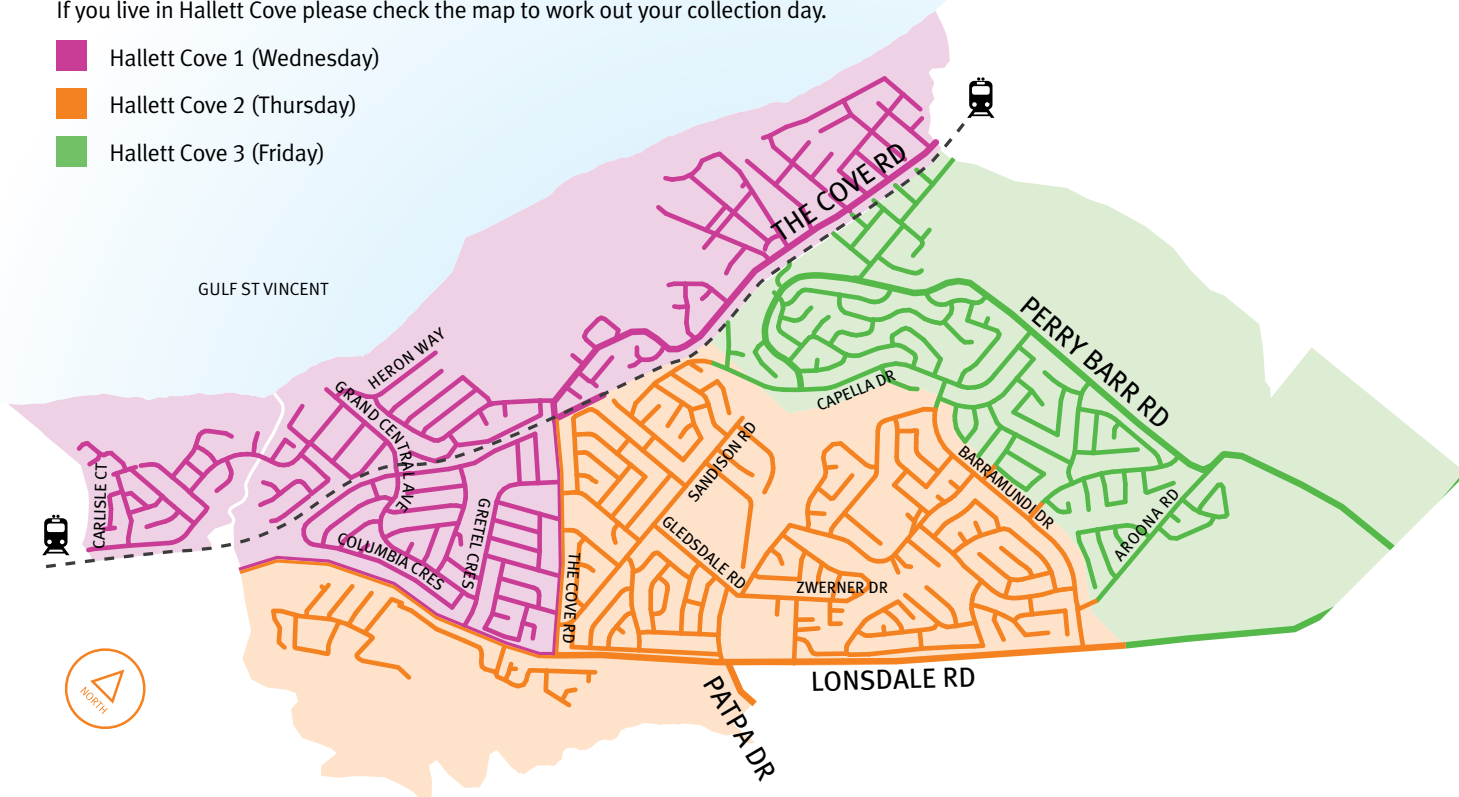 If you live in Hallett Cove please check the map to work out your collection day.
Hallett Cove 1 (Wednesday)
Hallett Cove 2 (Thursday)
Hallett Cove 3 (Friday)
THE COVE RD
GULF ST VINCENT
PERRY BARR RD
HERON WAY
GRAND CENTRAL AVE
CAPELLA DR
SANDISON RD
BARRAMUNDI DR
CARLISLE CT
GRETEL CRES
AROONA RD
COLUMBIA CRES
GLEDSDALE RD
THE COVE RD
ZWERNER DR
LONSDALE RD
PATPA DR
NORTH